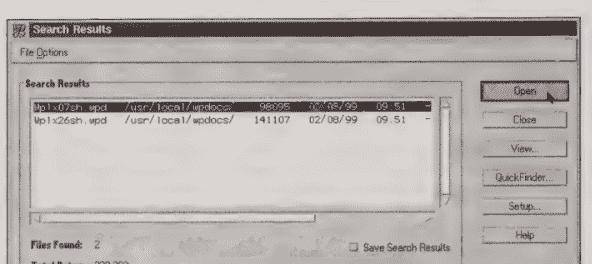 Search Results
File Options
Search Results
Wplx07sh.wpd /usr/local/wpdocs/ 98095 02/08/99 09.51 -
Wplx26sh.wpd /usr/local/wpdocs/ 141107 02/08/99 09.51 -
Open
Close
View...
QuickFinder...
Setup...
Help
Files Found: 2
Save Search Results